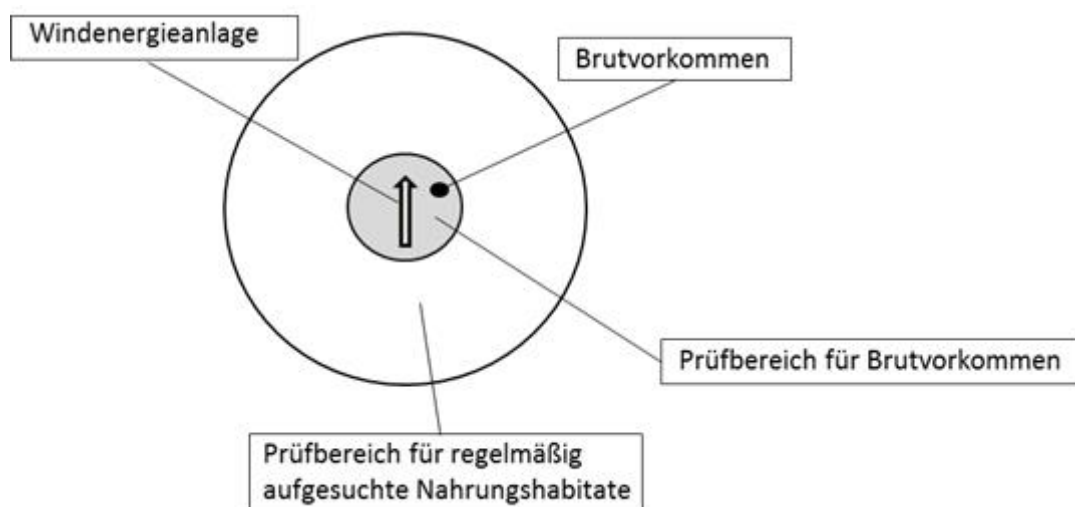 Windenergieanlage
Brutvorkommen
Prüfbereich für Brutvorkommen
Prüfbereich für regelmäßig
aufgesuchte Nahrungshabitate